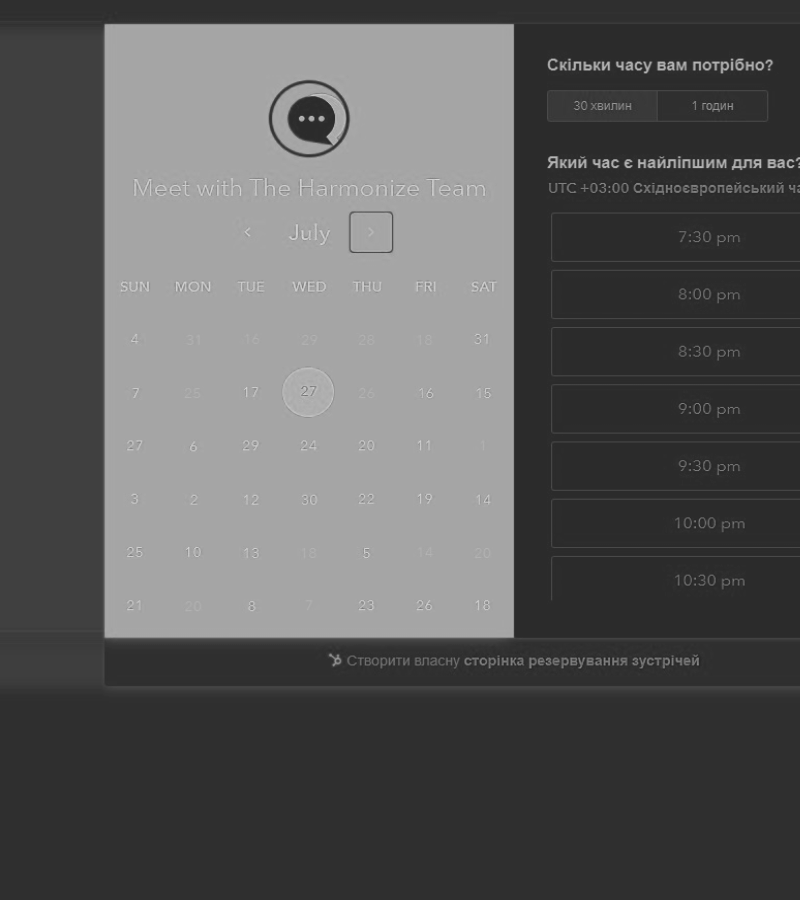 Meet with The Harmonize Team
July
SUN MON TUE WED THU FRI SAT
4 31 16 29 28 18 31
7 25 17 27 26 16 15
27 6 29 24 20 11 1
3 2 12 30 22 19 14
25 10 13 18 5 14 20
21 20 8 7 23 26 18
Скільки часу вам потрібно?
30 хвилин 1 годин
Який час є найліпшим для вас?
UTC +03:00 Східноєвропейський
7:30 pm
8:00 pm
8:30 pm
9:00 pm
9:30 pm
10:00 pm
10:30 pm
Створити власну сторінка резервування зустрічей